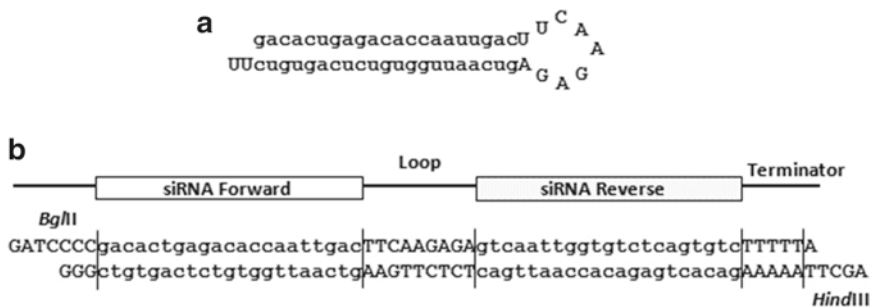 a
gacacugagacaccaauugacU U C A A G A G A
UUcugugacucugugguuaacugA
b
Loop
siRNA Forward siRNA Reverse Terminator
BglII
GATCCCCgacactgagacaccaattgacTTCAAGAGAgtcaattggtgtctcagtgtcTTTTTA
GGGctgtgactctgtggttaactgAAGTTCTCTcagttaaccacagagtcacagAAAAATTCGA
HindIII